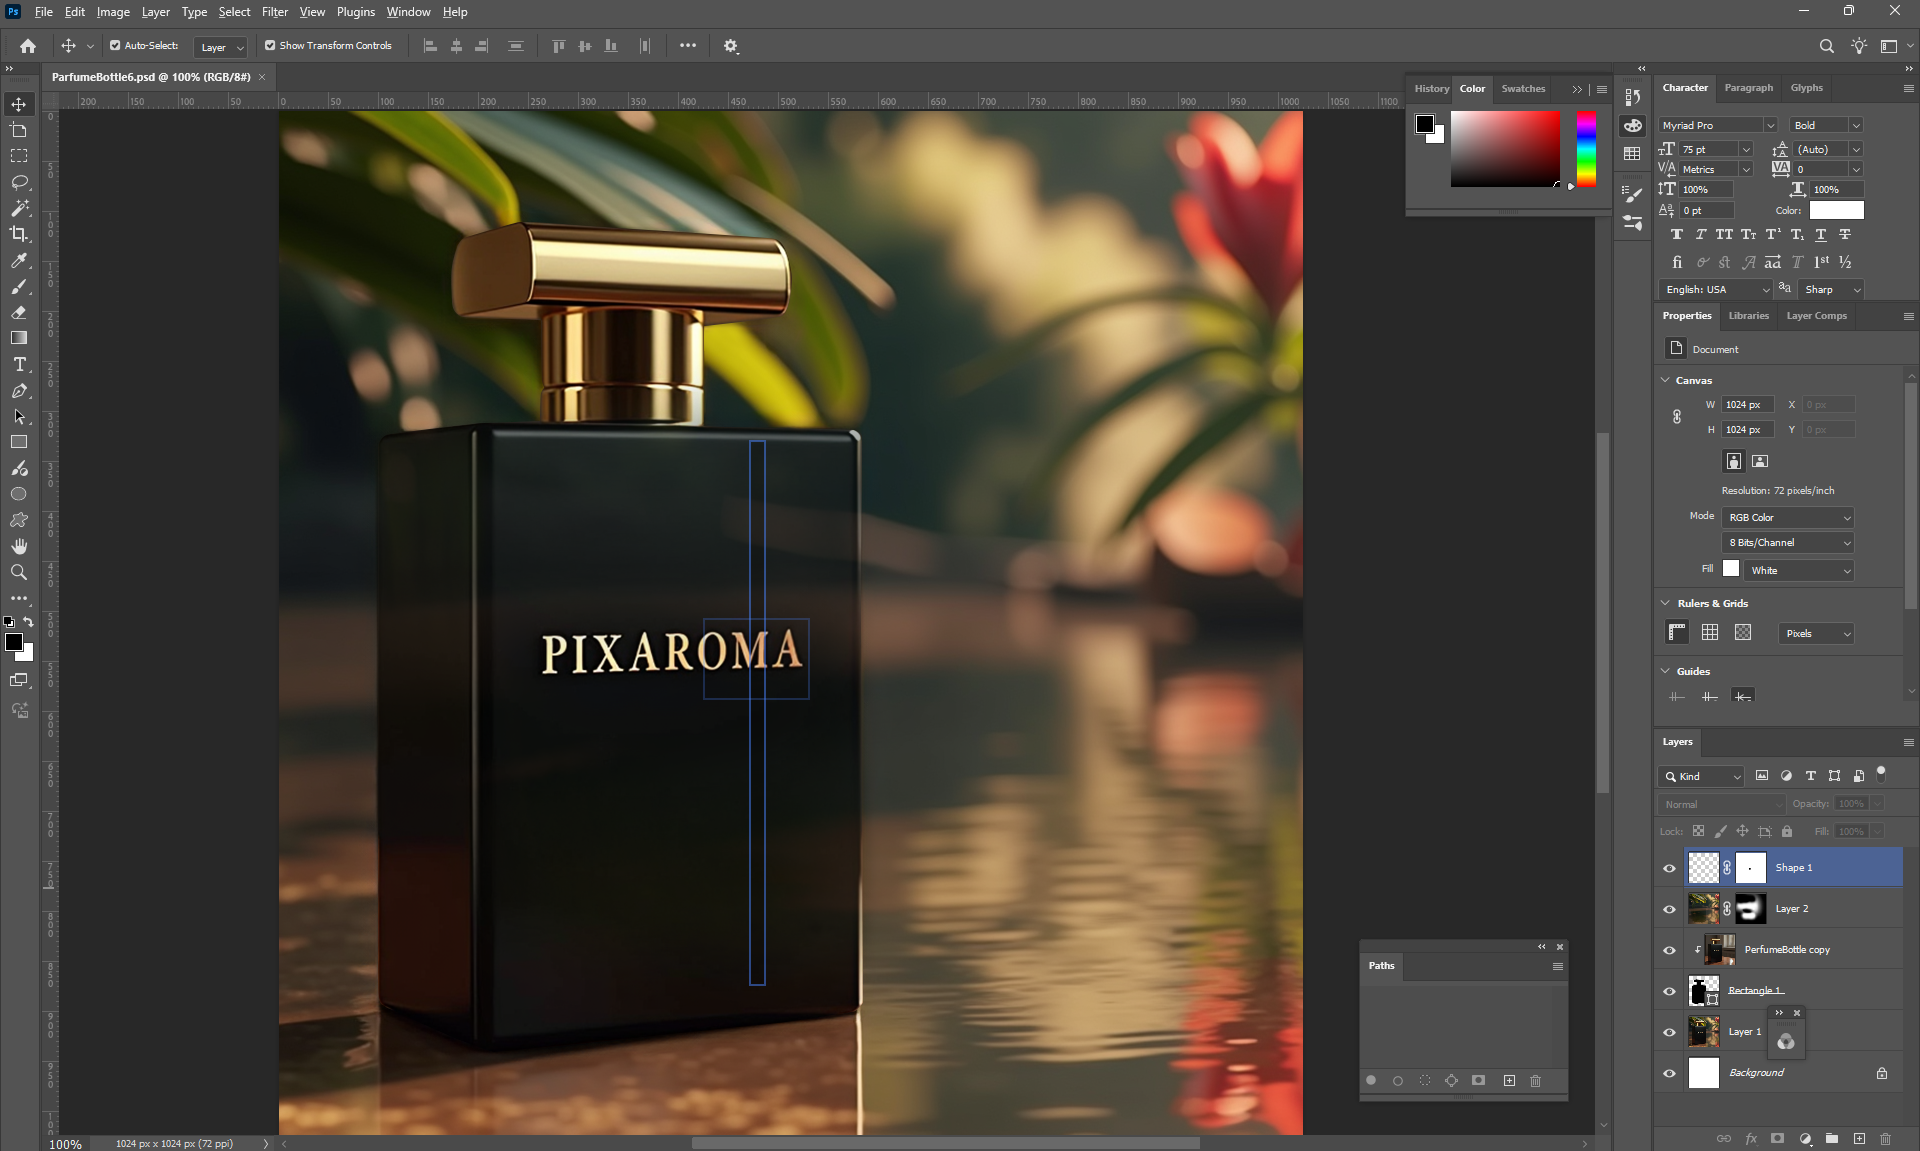 Ps File Edit Image Layer Type Select Filter View Plugins Window Help
Auto-Select: Layer Show Transform Controls
ParfumeBottle6.psd @ 100% (RGB/8#)
200 150 100 50 0 50 100 150 200 250 300 350 400 450 500 550 600 650 700 750 800 850 900 950 1000 1050 1100
History Color Swatches
Character Paragraph Glyphs
Myriad Pro Bold
75 pt (Auto)
Metrics 0
100% 100%
0 pt Color:
English: USA Sharp
Properties Libraries Layer Comps
Document
Canvas
W 1024 px X 0 px
H 1024 px Y 0 px
Resolution: 72 pixels/inch
Mode RGB Color
8 Bits/Channel
Fill White
Rulers & Grids
Pixels
Guides
PIXAROMA
Layers
Kind
Normal Opacity: 100%
Lock: Fill: 100%
Shape 1
Layer 2
PerfumeBottle copy
Rectangle 1
Layer 1
Background
Paths
100% 1024 px x 1024 px (72 ppi)